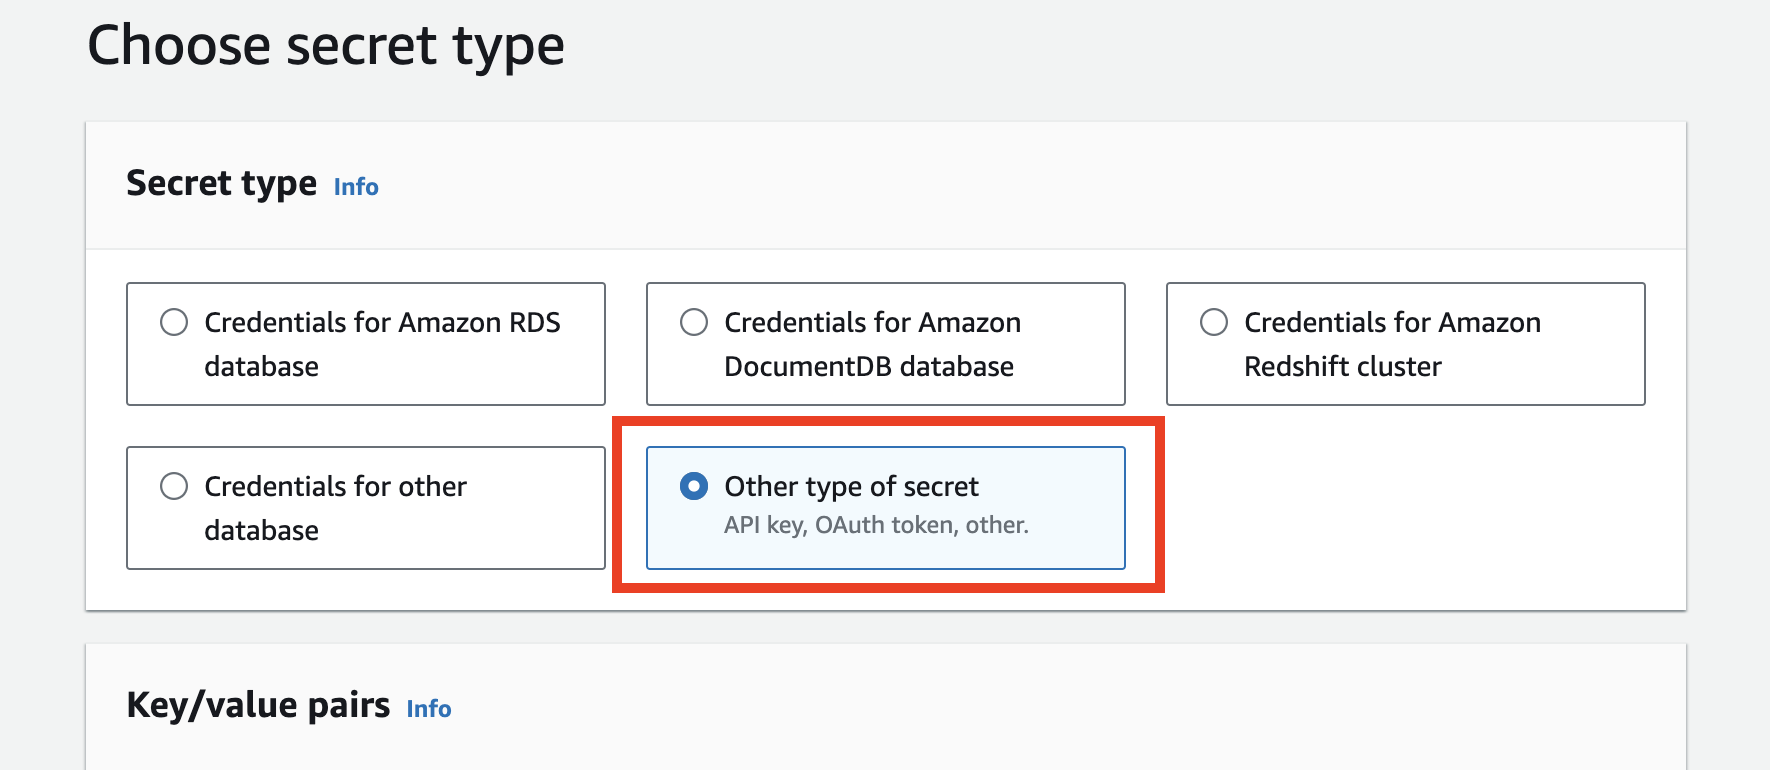 Choose secret type
Secret type Info
Credentials for Amazon RDS
database
Credentials for Amazon
DocumentDB database
Credentials for Amazon
Redshift cluster
Credentials for other
database
Other type of secret
API key, OAuth token, other.
Key/value pairs Info